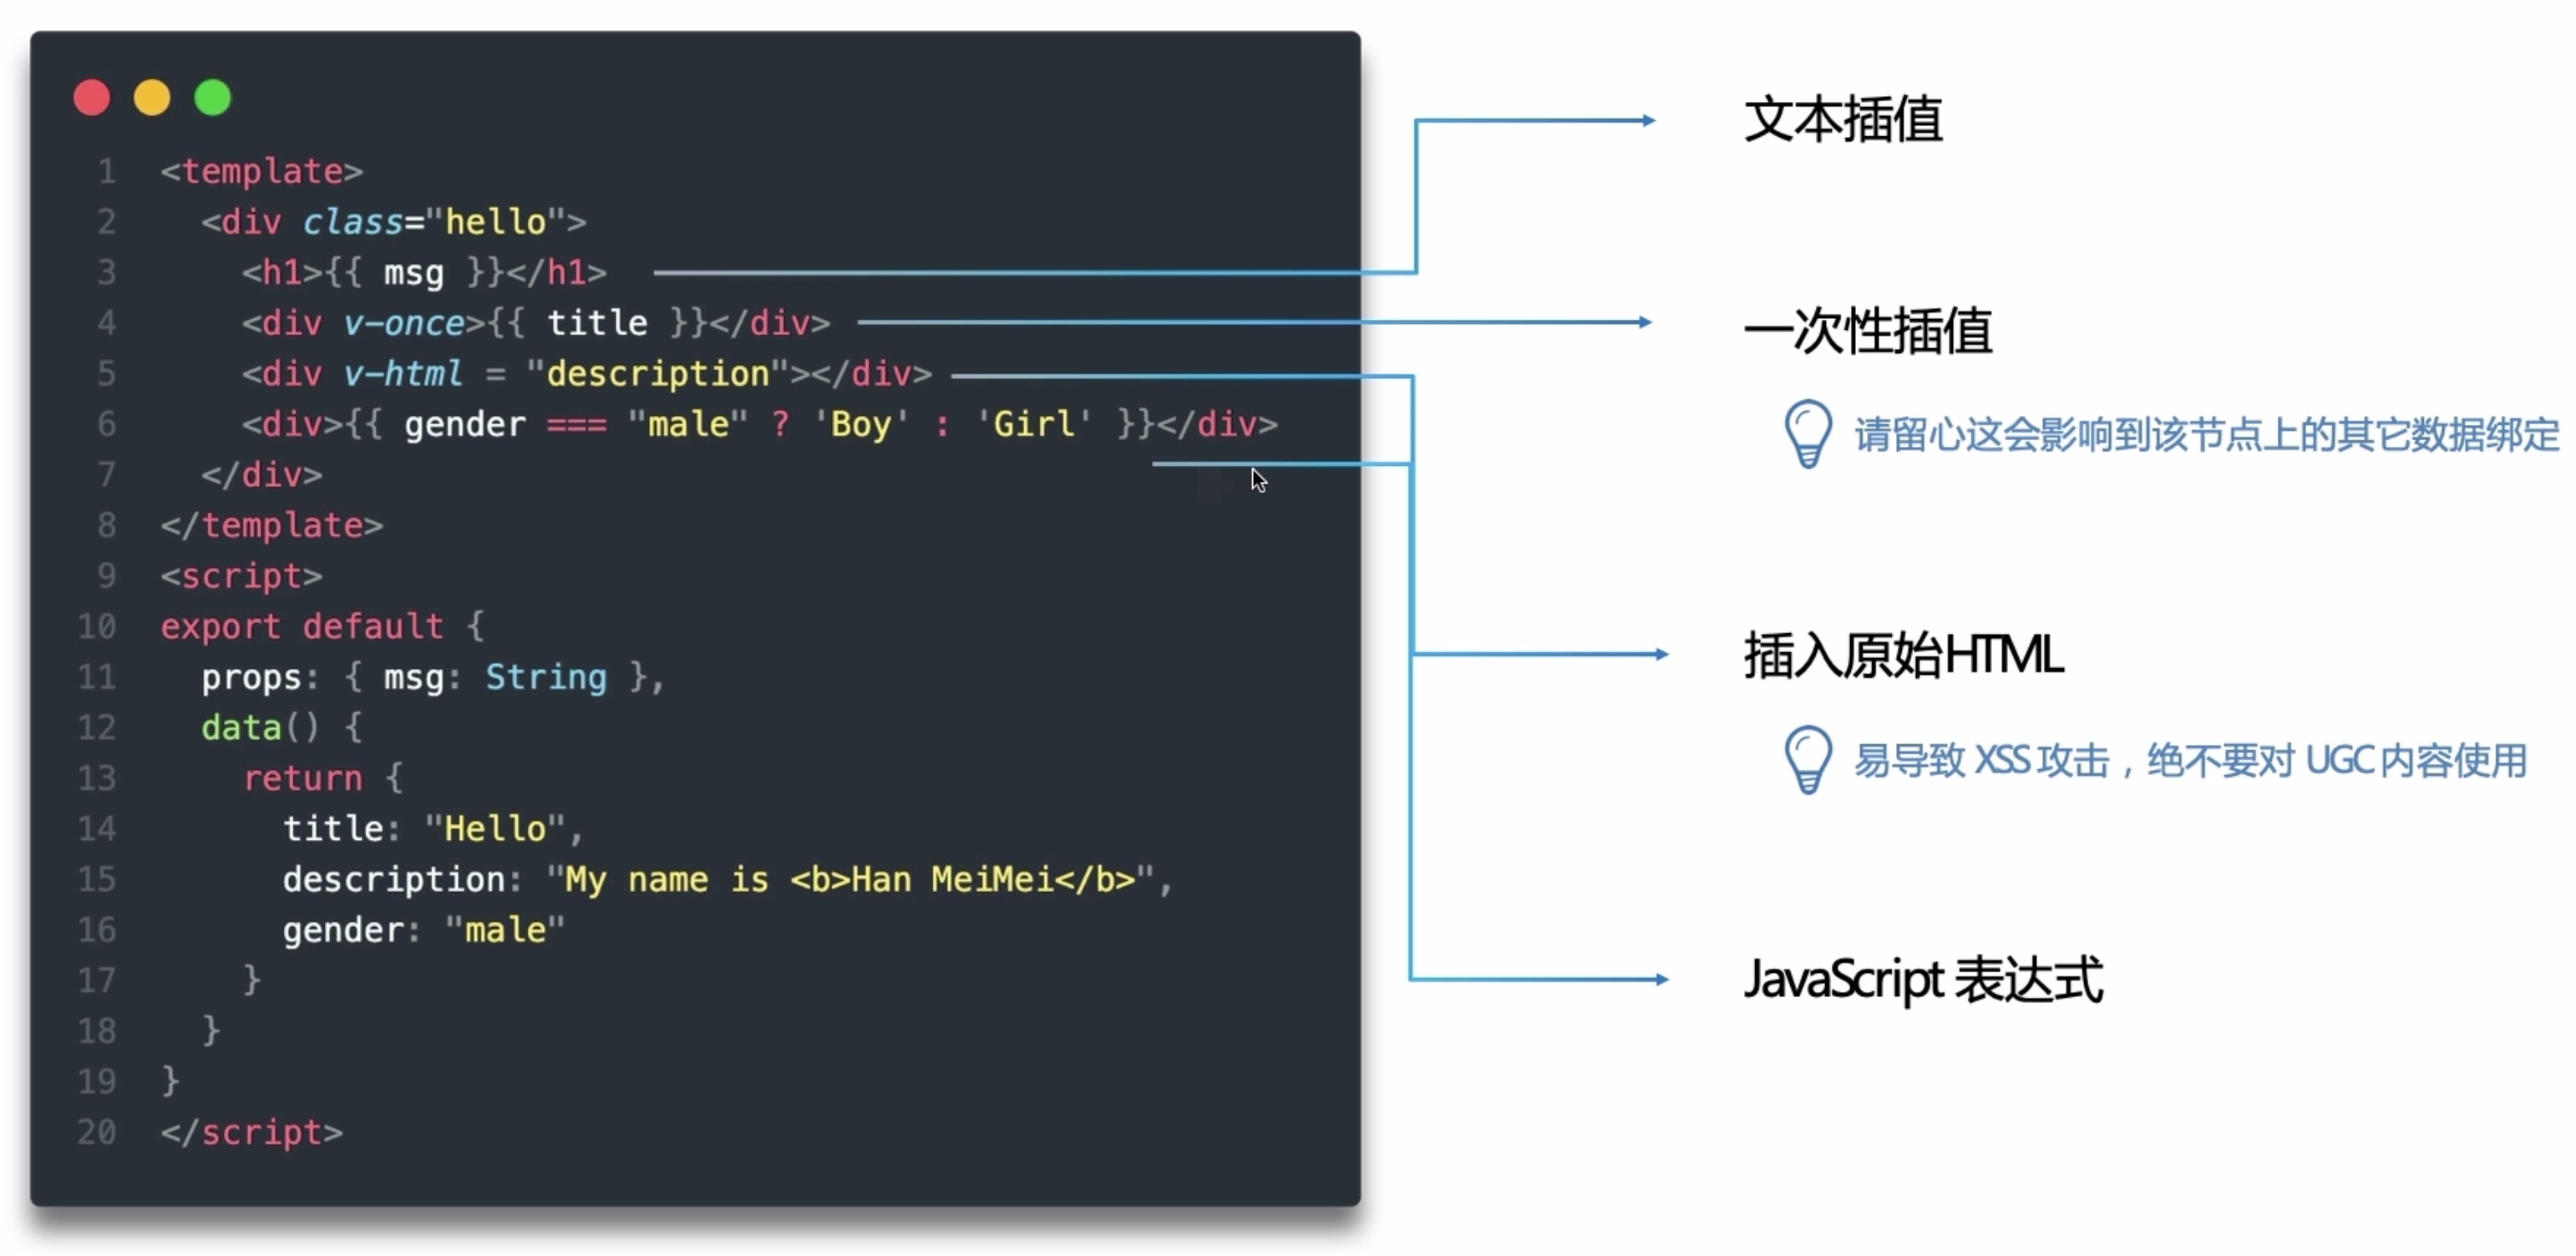 1 <template>
2   <div class="hello">
3     <h1>{{ msg }}</h1>
4     <div v-once>{{ title }}</div>
5     <div v-html = "description"></div>
6     <div>{{ gender === "male" ? 'Boy' : 'Girl' }}</div>
7   </div>
8 </template>
9 <script>
10 export default {
11   props: { msg: String },
12   data() {
13     return {
14       title: "Hello",
15       description: "My name is <b>Han MeiMei</b>",
16       gender: "male"
17     }
18   }
19 }
20 </script>
文本插值
一次性插值
请留心这会影响到该节点上的其它数据绑定
插入原始HTML
易导致 XSS 攻击，绝不要对 UGC 内容使用
JavaScript 表达式